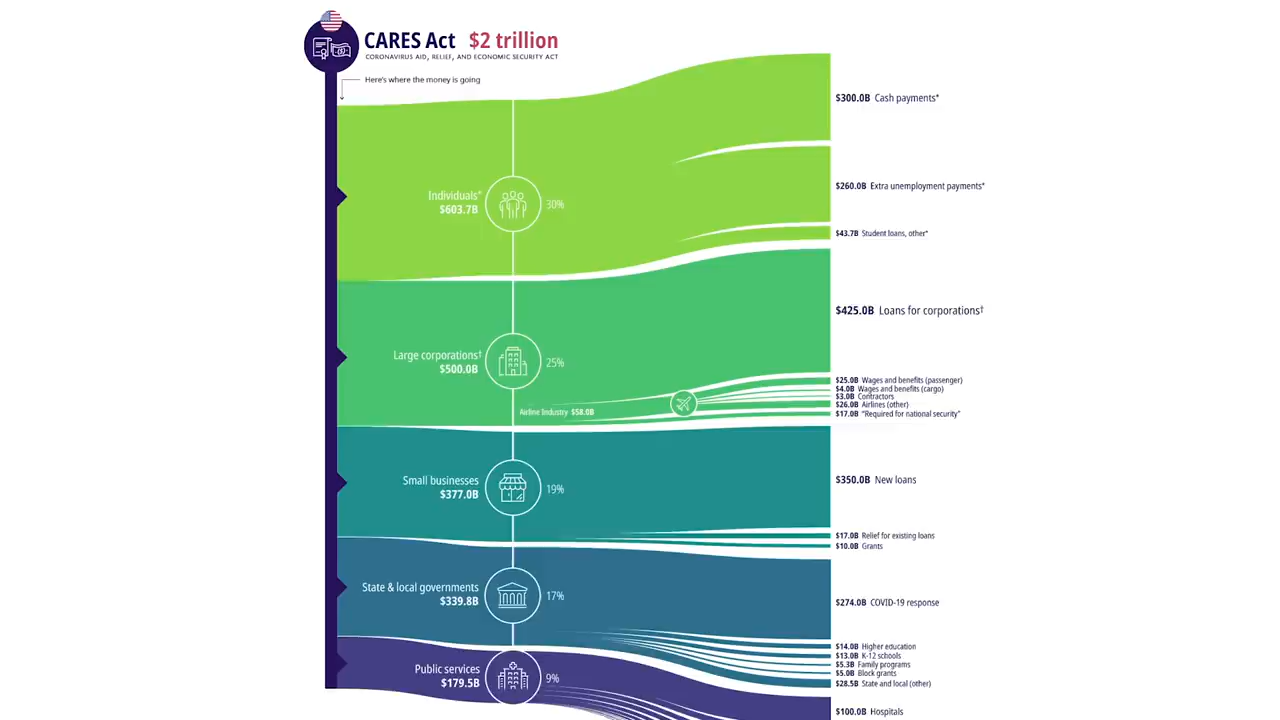 CARES Act $2 trillion
CORONAVIRUS AID, RELIEF, AND ECONOMIC SECURITY ACT
Here's where the money is going
$300.0B Cash payments*
$260.0B Extra unemployment payments*
Individuals*
$603.7B
30%
$43.7B Student loans, other*
$425.0B Loans for corporations†
Large corporations‡
$500.0B
25%
$25.0B Wages and benefits (passenger)
$4.0B Wages and benefits (cargo)
$3.0B Contractors
$26.0B Airlines (other)
Airline Industry $58.0B
$17.0B "Required for national security"
Small businesses
$377.0B
19%
$350.0B New loans
$17.0B Relief for existing loans
$10.0B Grants
State & local governments
$339.8B
17%
$274.0B COVID-19 response
$14.0B Higher education
$13.0B K-12 schools
$5.3B Family programs
$5.0B Block grants
$28.5B State and local (other)
Public services
$179.5B
9%
$100.0B Hospitals